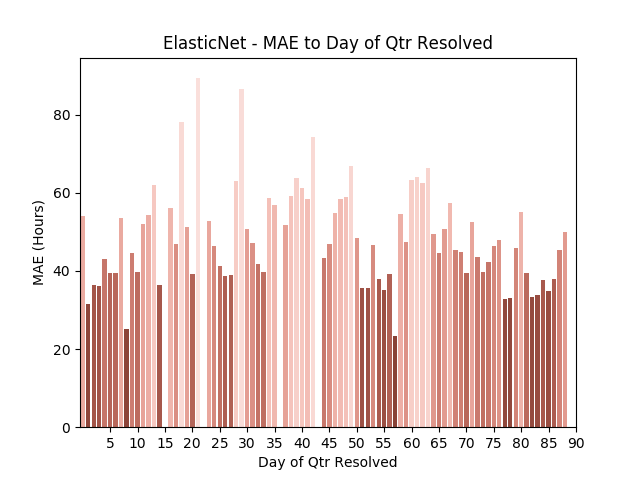 ElasticNet - MAE to Day of Qtr Resolved
MAE (Hours)
80
60
40
20
0
5 10 15 20 25 30 35 40 45 50 55 60 65 70 75 80 85 90
Day of Qtr Resolved